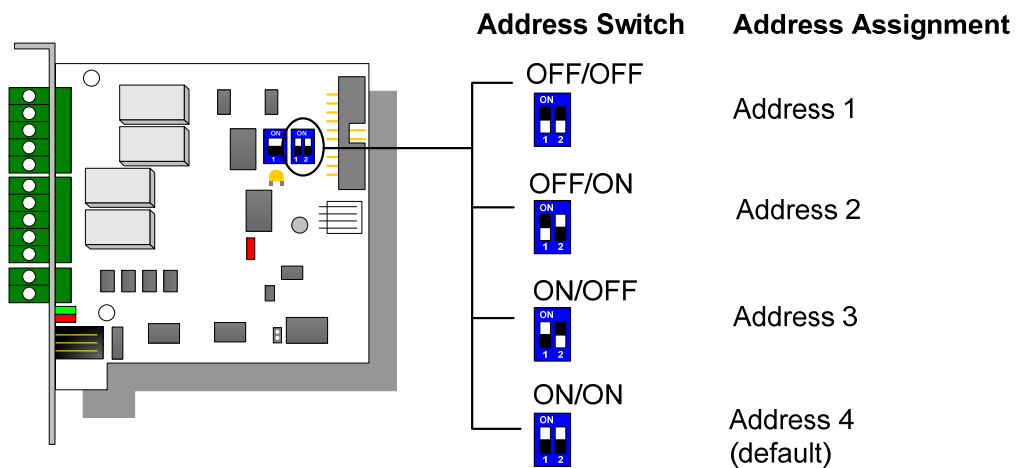 Address Switch Address Assignment
OFF/OFF
ON
1 2
Address 1
OFF/ON
ON
1 2
Address 2
ON/OFF
ON
1 2
Address 3
ON/ON
ON
1 2
Address 4
(default)
ON
1
ON
1 2